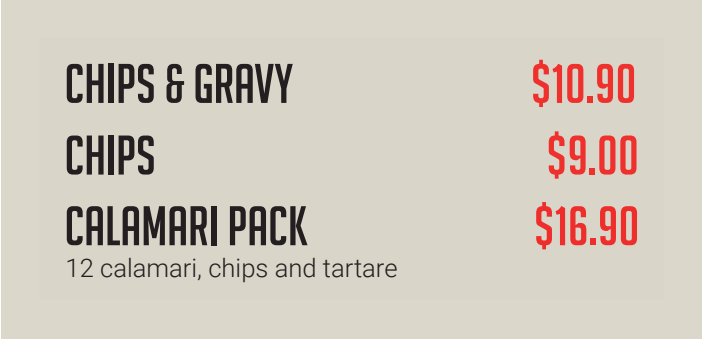 CHIPS & GRAVY $10.90
CHIPS $9.00
CALAMARI PACK $16.90
12 calamari, chips and tartare